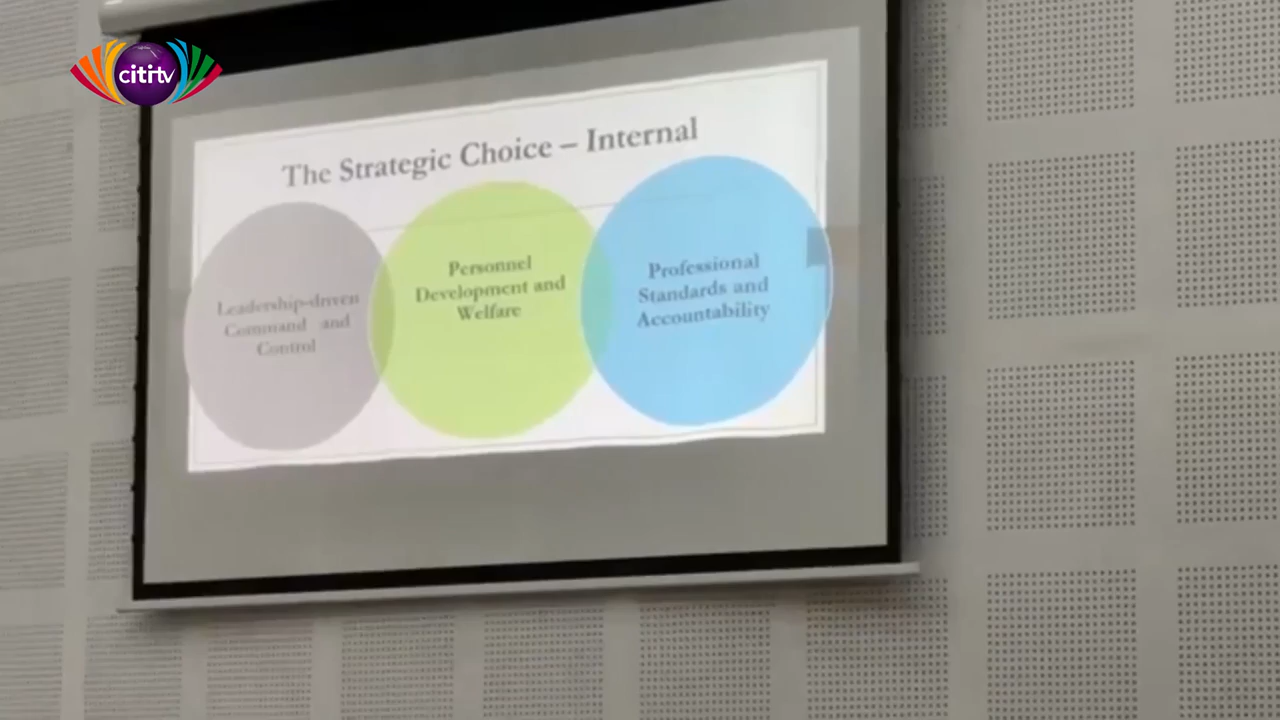 citi tv
The Strategic Choice – Internal
Leadership-driven
Command and
Control
Personnel
Development and
Welfare
Professional
Standards and
Accountability